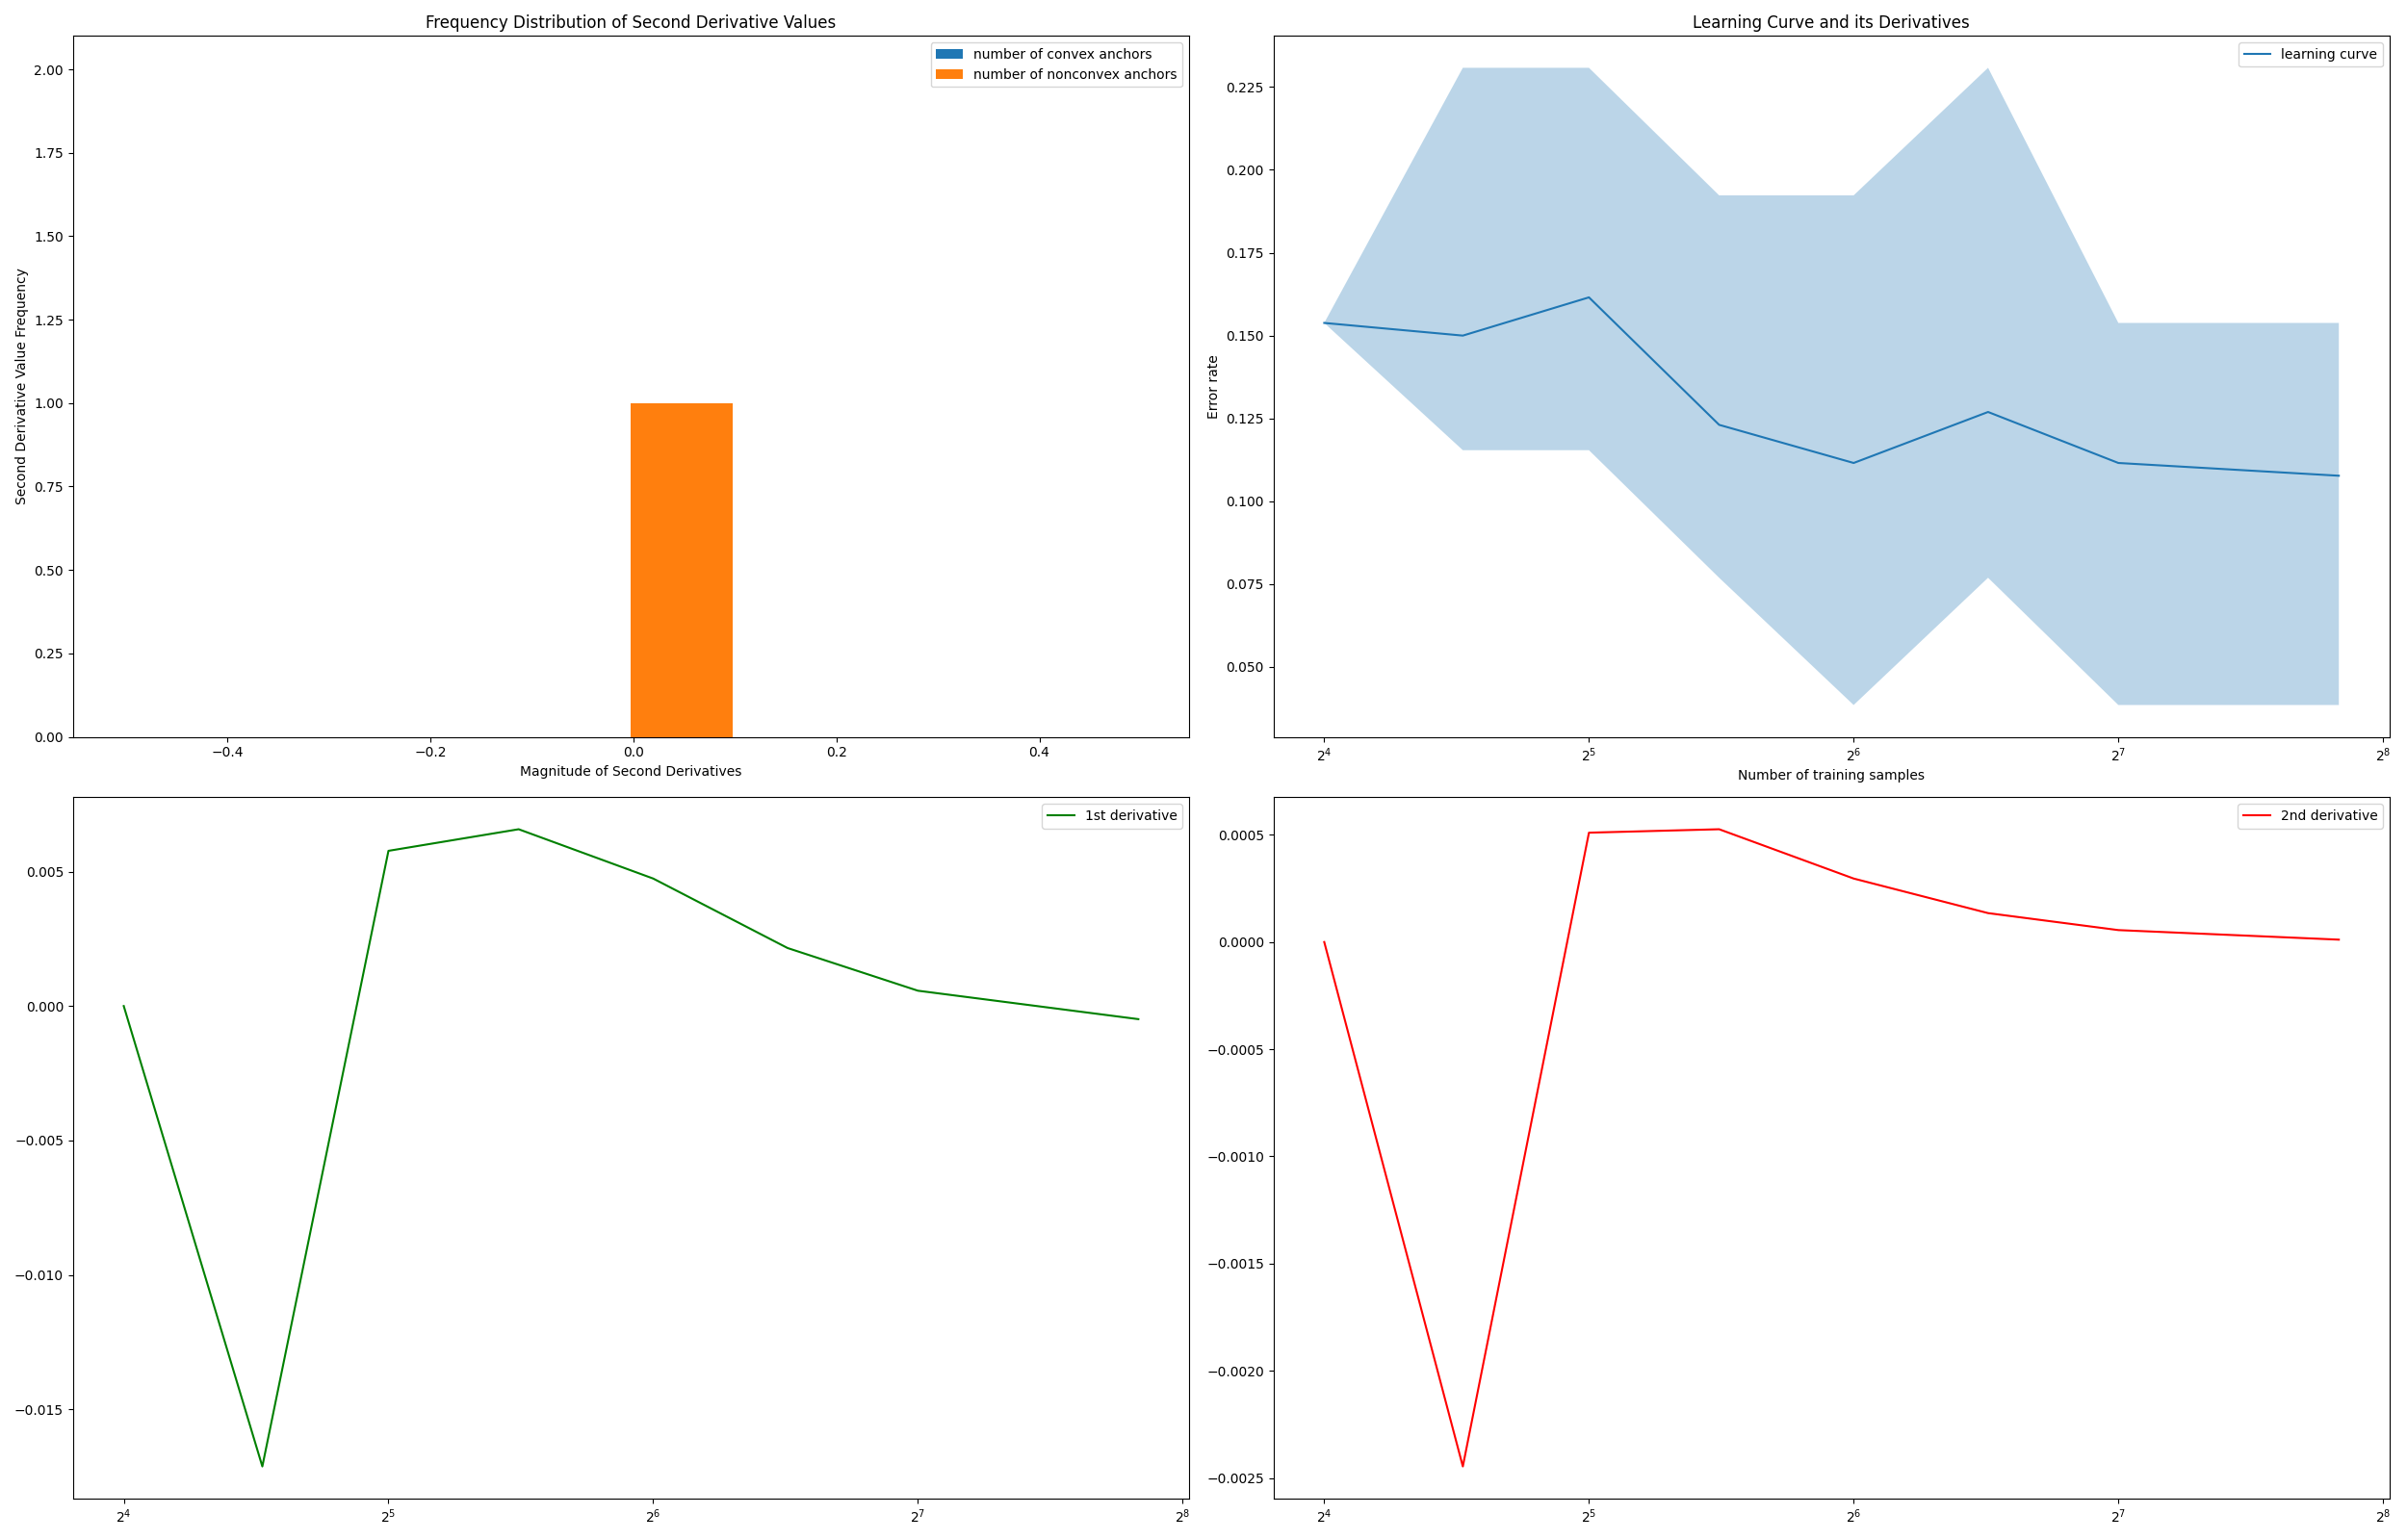 Frequency Distribution of Second Derivative Values
number of convex anchors
number of nonconvex anchors
2.00
1.75
1.50
1.25
1.00
0.75
0.50
0.25
0.00
Second Derivative Value Frequency
−0.4 −0.2 0.0 0.2 0.4
Magnitude of Second Derivatives
Learning Curve and its Derivatives
learning curve
0.225
0.200
0.175
0.150
0.125
0.100
0.075
0.050
Error rate
2⁴ 2⁵ 2⁶ 2⁷ 2⁸
Number of training samples
1st derivative
0.005
0.000
−0.005
−0.010
−0.015
2⁴ 2⁵ 2⁶ 2⁷ 2⁸
2nd derivative
0.0005
0.0000
−0.0005
−0.0010
−0.0015
−0.0020
−0.0025
2⁴ 2⁵ 2⁶ 2⁷ 2⁸